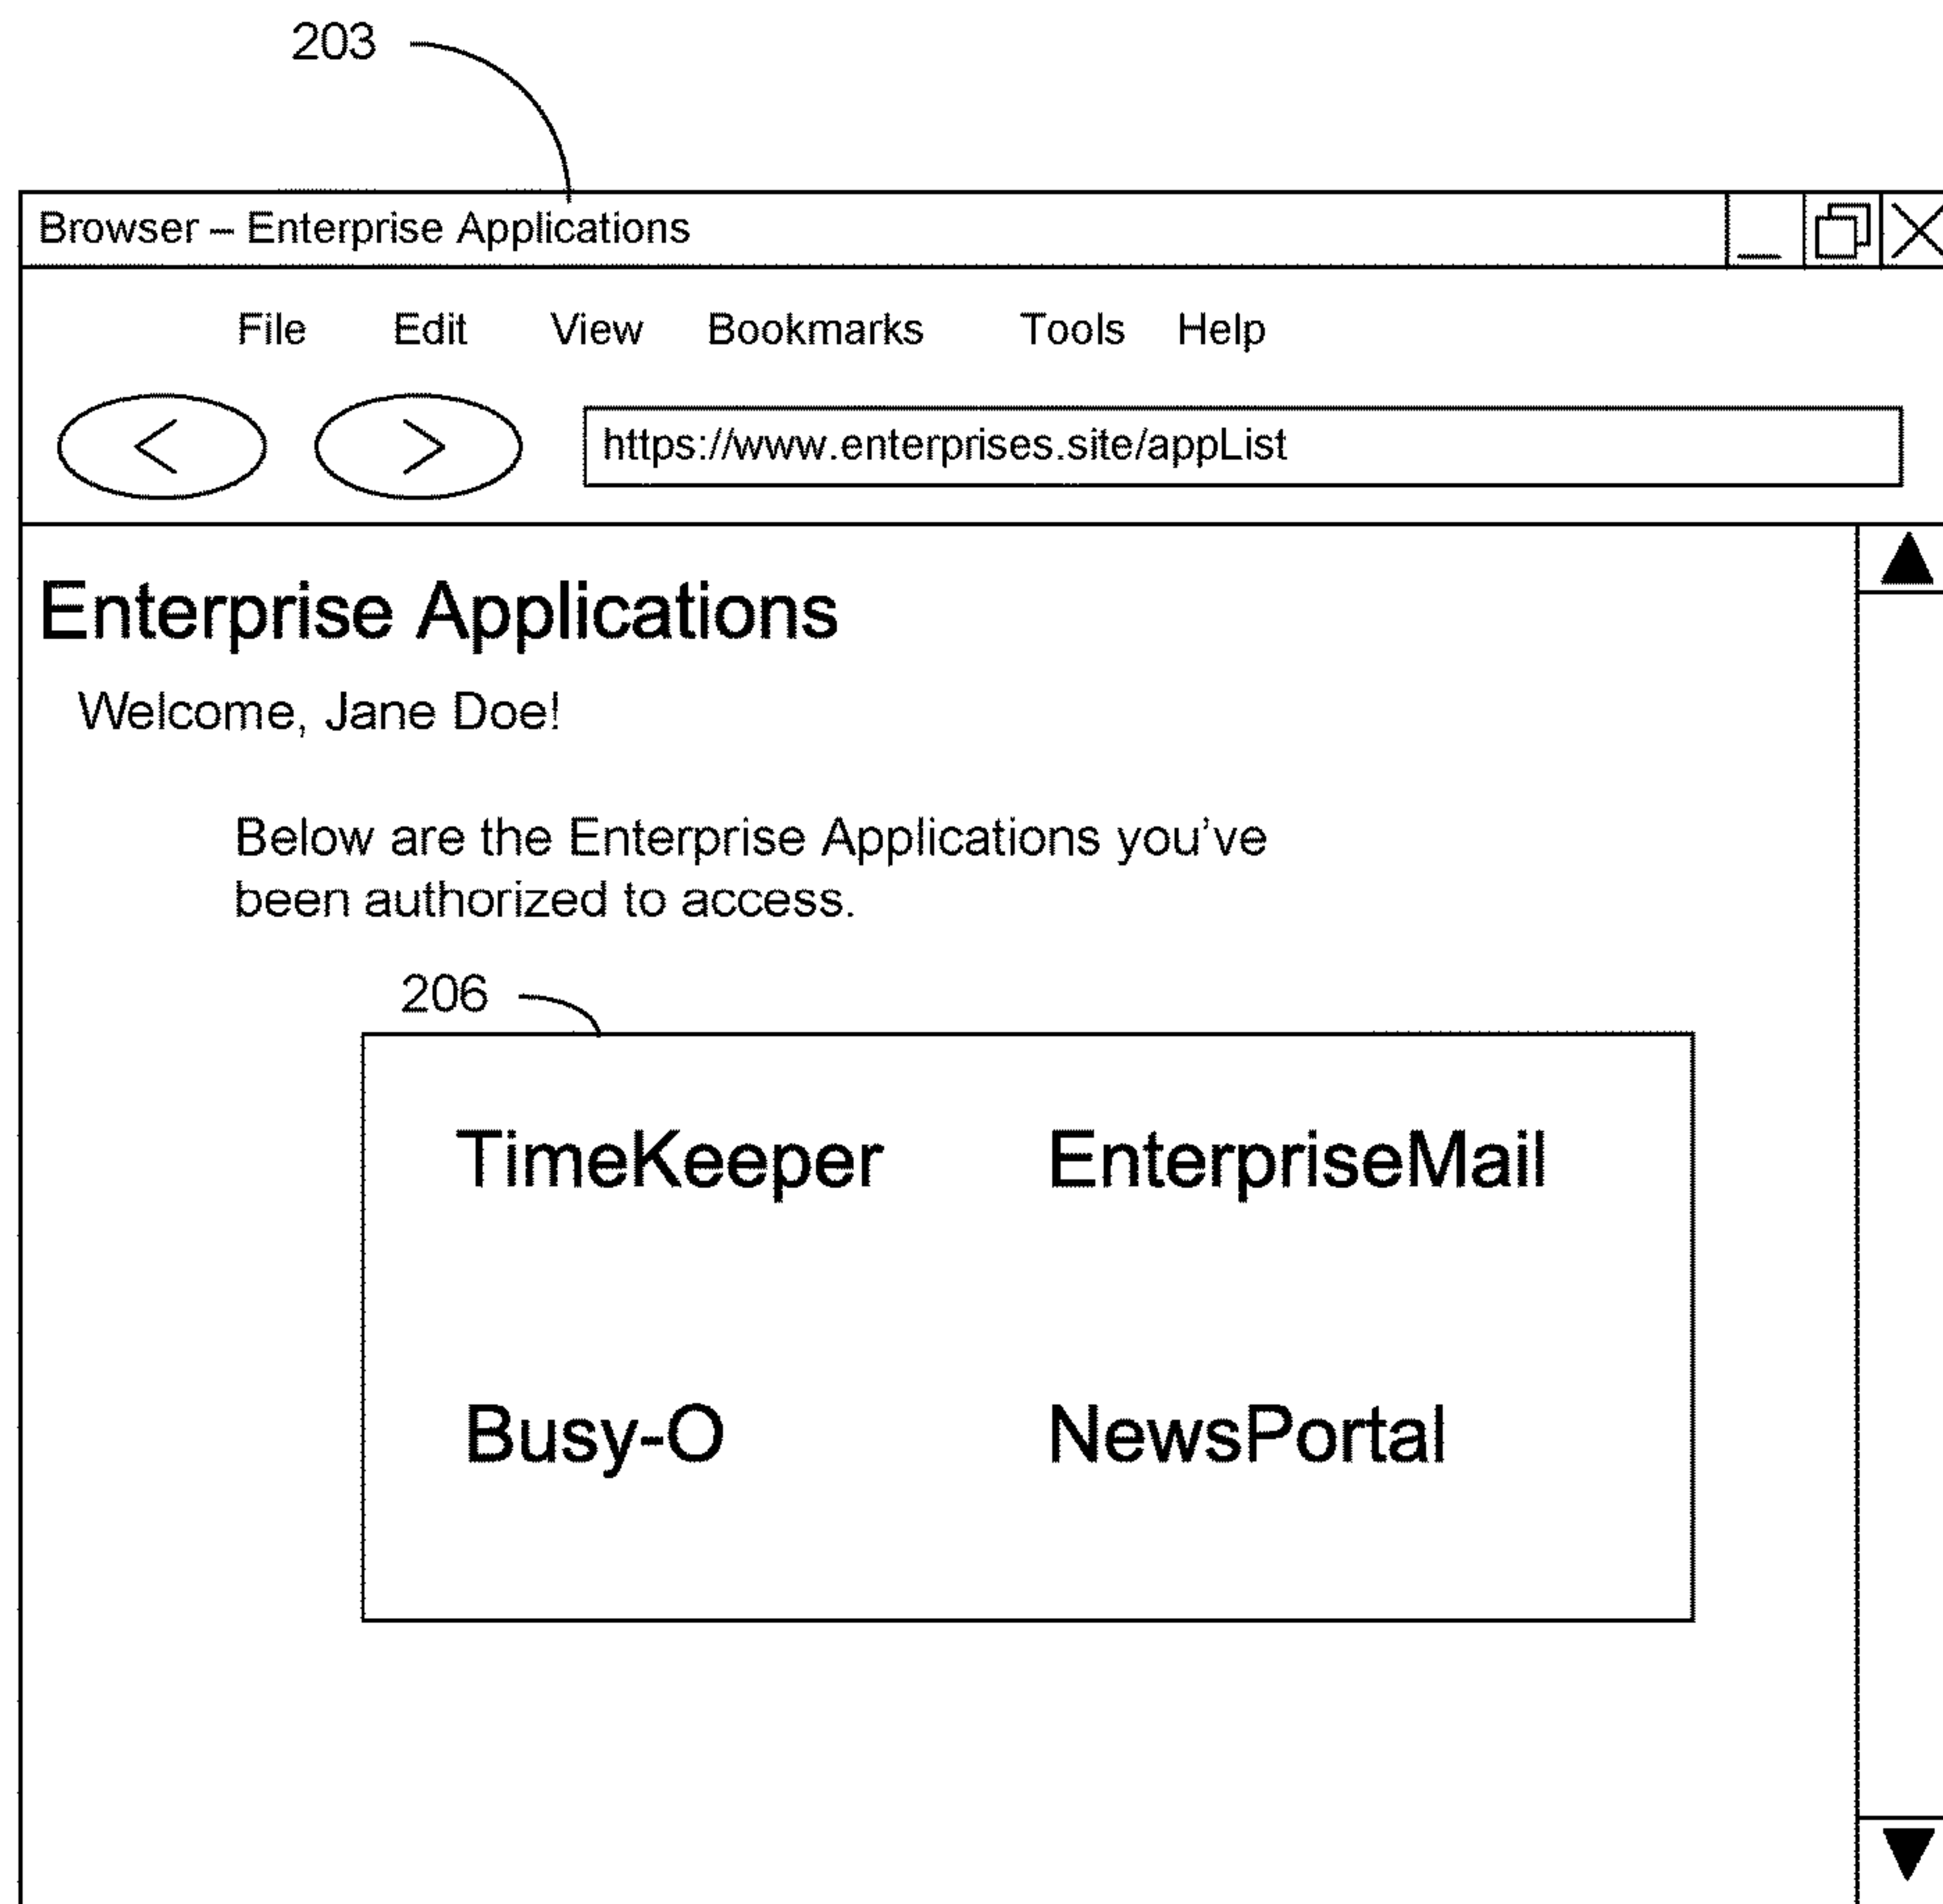 203
Browser – Enterprise Applications
File Edit View Bookmarks Tools Help
< > https://www.enterprises.site/appList
Enterprise Applications
Welcome, Jane Doe!
Below are the Enterprise Applications you've
been authorized to access.
206
TimeKeeper EnterpriseMail
Busy-O NewsPortal